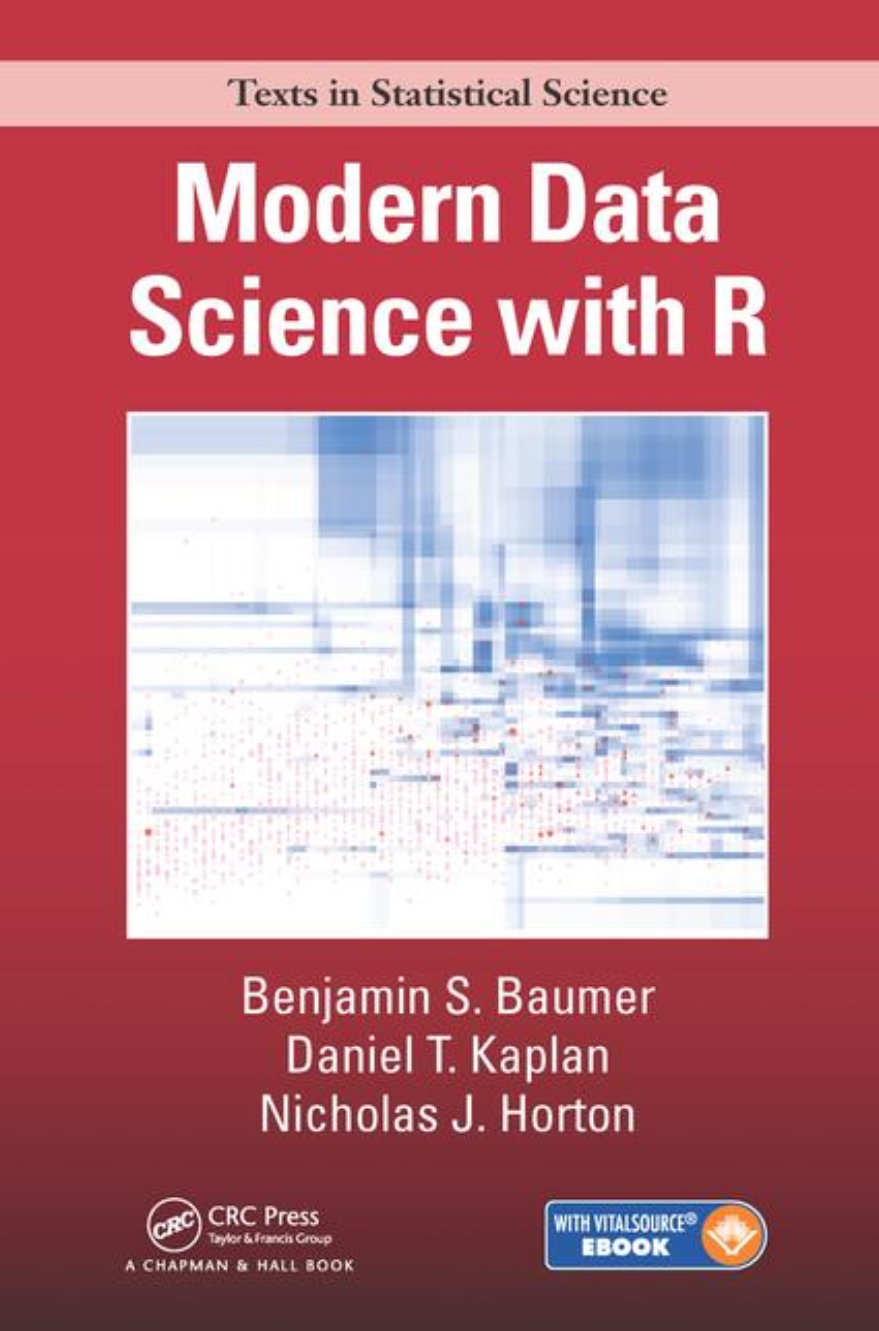 Texts in Statistical Science
Modern Data
Science with R
Benjamin S. Baumer
Daniel T. Kaplan
Nicholas J. Horton
CRC
CRC Press
Taylor & Francis Group
A CHAPMAN & HALL BOOK
WITH VITALSOURCE®
EBOOK